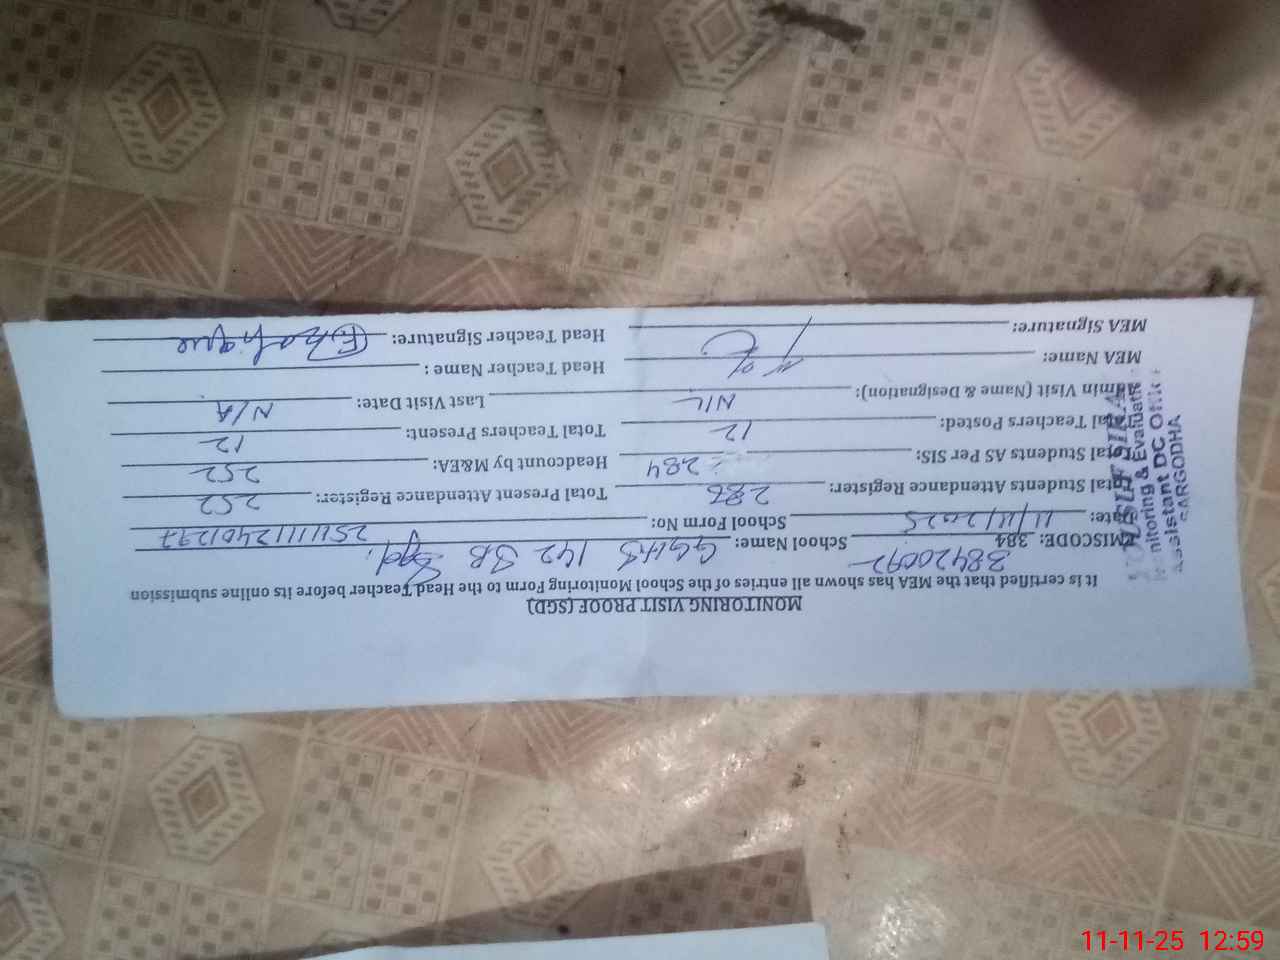 MONITORING VISIT PROOF (SGD)
It is certified that the MEA has shown all entries of the School Monitoring Form to the Head Teacher before its online submission
EMISCODE: 384 38420092 School Name: GGHS 142 SB Sgd.
Date: 11/11/2025 School Form No: 
Total Students Attendance Register: 286 Total Present Attendance Register: 252
Total Students AS Per SIS: 284 Headcount by M&EA: 252
Total Teachers Posted: 12 Total Teachers Present: 12
Admin Visit (Name & Designation): NIL Last Visit Date: N/A
MEA Name: Head Teacher Name :
MEA Signature: Head Teacher Signature:
Monitoring & Evaluation
Assistant DC Office
SARGODHA
11-11-25 12:59